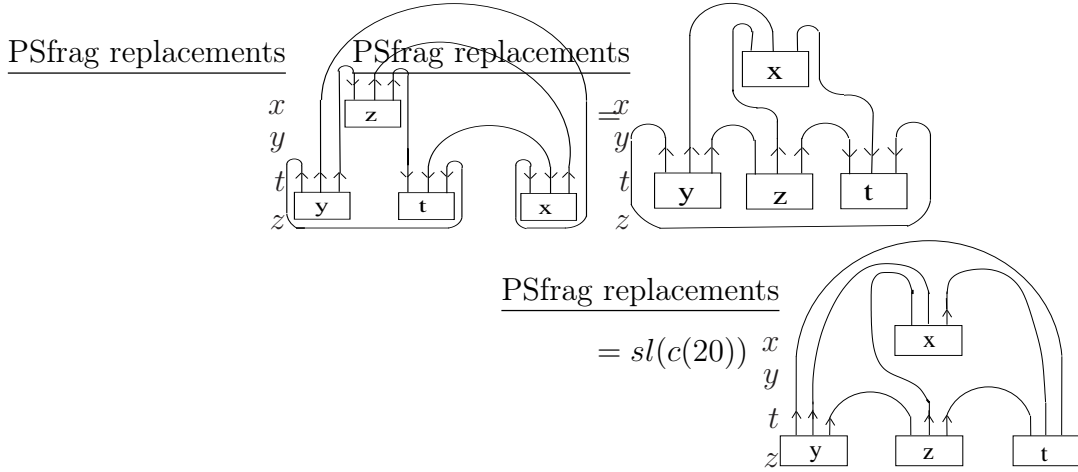 PSfrag replacements
PSfrag replacements
x
y
t
z
z
y
t
x
=
x
y
t
z
x
y
z
t
PSfrag replacements
= sl(c(20))
x
y
t
z
x
y
z
t